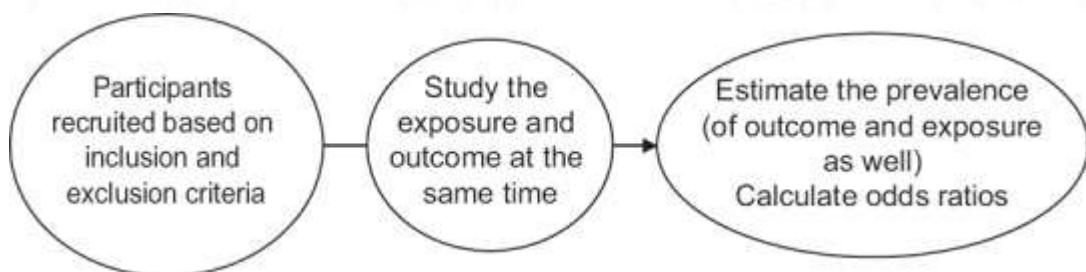 Participants
recruited based on
inclusion and
exclusion criteria
Study the
exposure and
outcome at the
same time
Estimate the prevalence
(of outcome and exposure
as well)
Calculate odds ratios